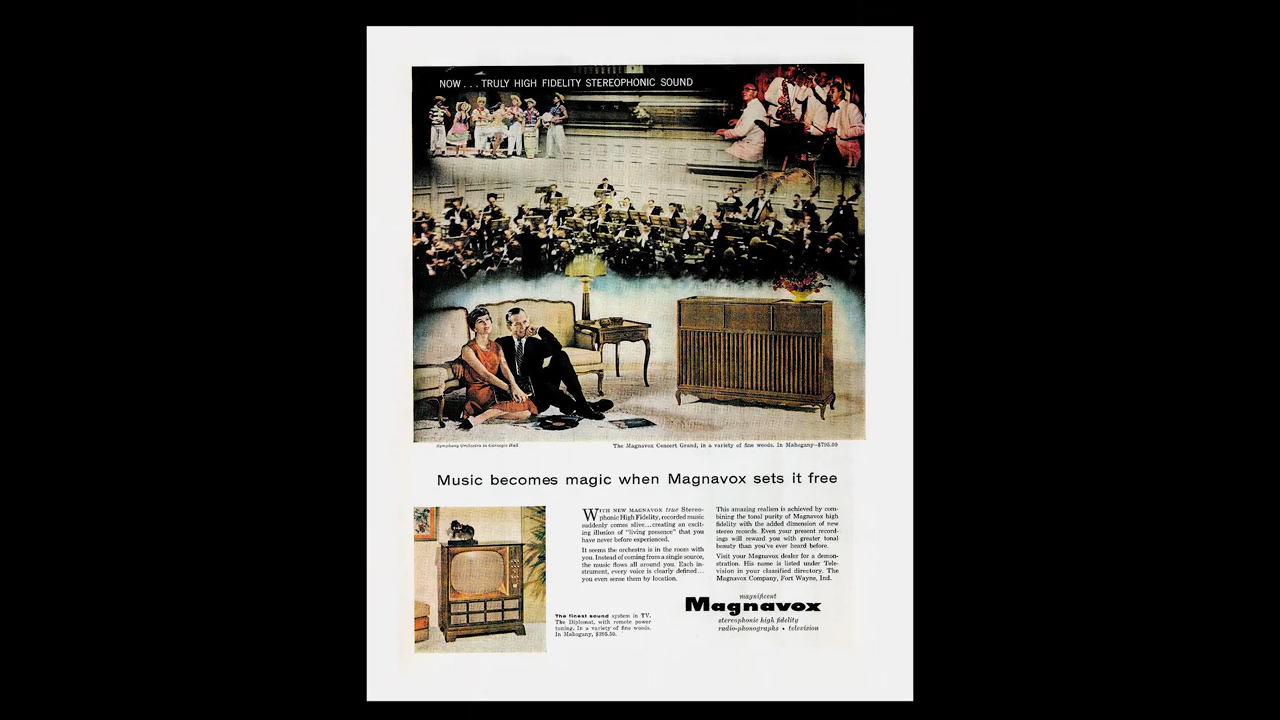 NOW...TRULY HIGH FIDELITY STEREOPHONIC SOUND
Symphony Orchestra in Carnegie Hall
The Magnavox Concert Grand, in a variety of fine woods. In Mahogany—$795.00
Music becomes magic when Magnavox sets it free
WITH NEW MAGNAVOX true Stereo-
phonic High Fidelity, recorded music
suddenly comes alive...creating an excit-
ing illusion of "living presence" that you
have never before experienced.
It seems the orchestra is in the room with
you. Instead of coming from a single source,
the music flows all around you. Each in-
strument, every voice is clearly defined...
you even sense them by location.
This amazing realism is achieved by com-
bining the tonal purity of Magnavox high
fidelity with the added dimension of new
stereo records. Even your present record-
ings will reward you with greater tonal
beauty than you've ever heard before.
Visit your Magnavox dealer for a demon-
stration. His name is listed under Tele-
vision in your classified directory. The
Magnavox Company, Fort Wayne, Ind.
The finest sound system in TV.
The Diplomat, with remote power
tuning. In a variety of fine woods.
In Mahogany,
magnificent
Magnavox
stereophonic high fidelity
radio-phonographs • television